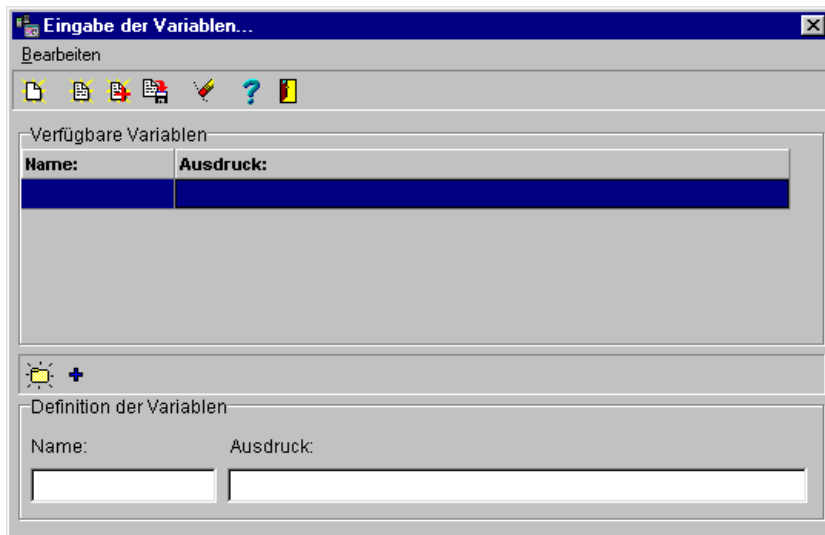 Eingabe der Variablen...
Bearbeiten
Verfügbare Variablen
Name: Ausdruck:
Definition der Variablen
Name: Ausdruck: